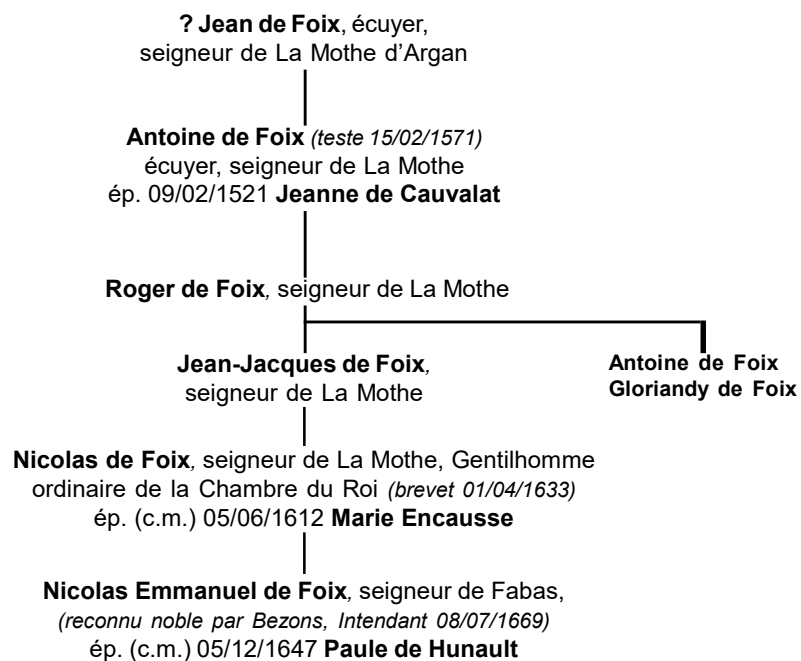 ? Jean de Foix, écuyer,
seigneur de La Mothe d’Argan
Antoine de Foix (teste 15/02/1571)
écuyer, seigneur de La Mothe
ép. 09/02/1521 Jeanne de Cauvalat
Roger de Foix, seigneur de La Mothe
Jean-Jacques de Foix,
seigneur de La Mothe
Antoine de Foix
Gloriandy de Foix
Nicolas de Foix, seigneur de La Mothe, Gentilhomme
ordinaire de la Chambre du Roi (brevet 01/04/1633)
ép. (c.m.) 05/06/1612 Marie Encausse
Nicolas Emmanuel de Foix, seigneur de Fabas,
(reconnu noble par Bezons, Intendant 08/07/1669)
ép. (c.m.) 05/12/1647 Paule de Hunault